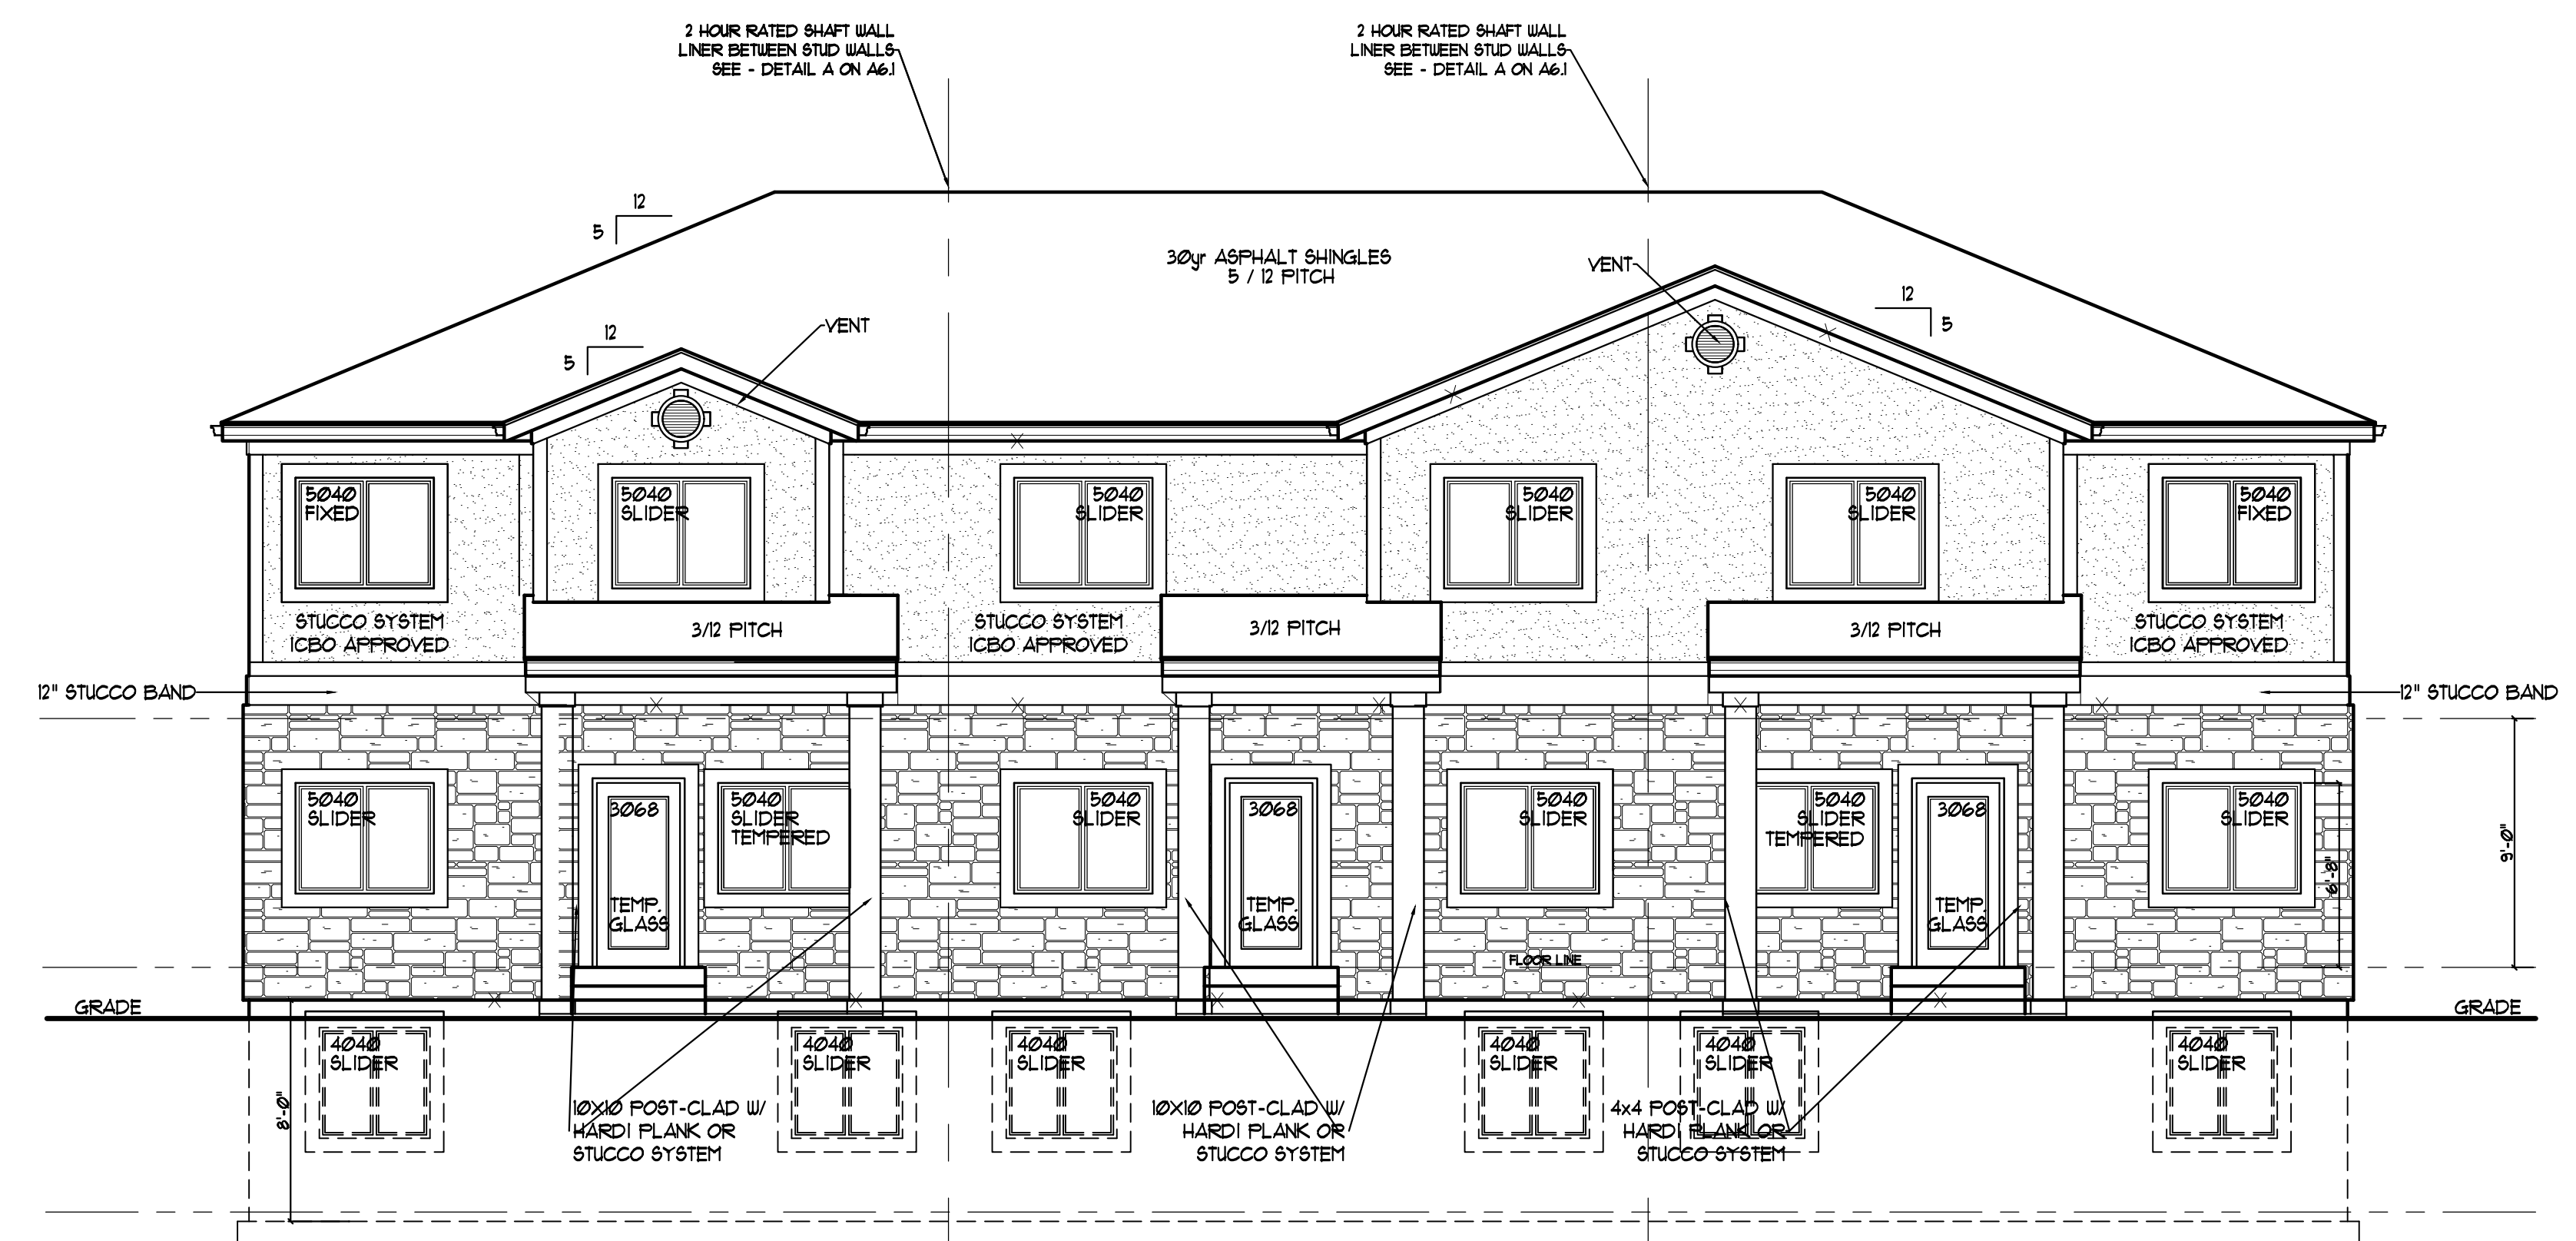 2 HOUR RATED SHAFT WALL
LINER BETWEEN STUD WALLS
SEE - DETAIL A ON A6.1
2 HOUR RATED SHAFT WALL
LINER BETWEEN STUD WALLS
SEE - DETAIL A ON A6.1
12
5
30yr ASPHALT SHINGLES
5 / 12 PITCH
VENT
12
5
12
5
VENT
5040
FIXED
5040
SLIDER
5040
SLIDER
5040
SLIDER
5040
SLIDER
5040
FIXED
STUCCO SYSTEM
ICBO APPROVED
3/12 PITCH
STUCCO SYSTEM
ICBO APPROVED
3/12 PITCH
3/12 PITCH
STUCCO SYSTEM
ICBO APPROVED
12" STUCCO BAND
12" STUCCO BAND
5040
SLIDER
3068
TEMP.
GLASS
5040
SLIDER
TEMPERED
5040
SLIDER
3068
TEMP.
GLASS
5040
SLIDER
5040
SLIDER
TEMPERED
3068
TEMP.
GLASS
5040
SLIDER
6'-8"
9'-0"
FLOOR LINE
GRADE
GRADE
4040
SLIDER
4040
SLIDER
4040
SLIDER
4040
SLIDER
4040
SLIDER
4040
SLIDER
8'-0"
10X10 POST-CLAD W/
HARDI PLANK OR
STUCCO SYSTEM
10X10 POST-CLAD W/
HARDI PLANK OR
STUCCO SYSTEM
4x4 POST-CLAD W/
HARDI PLANK OR
STUCCO SYSTEM